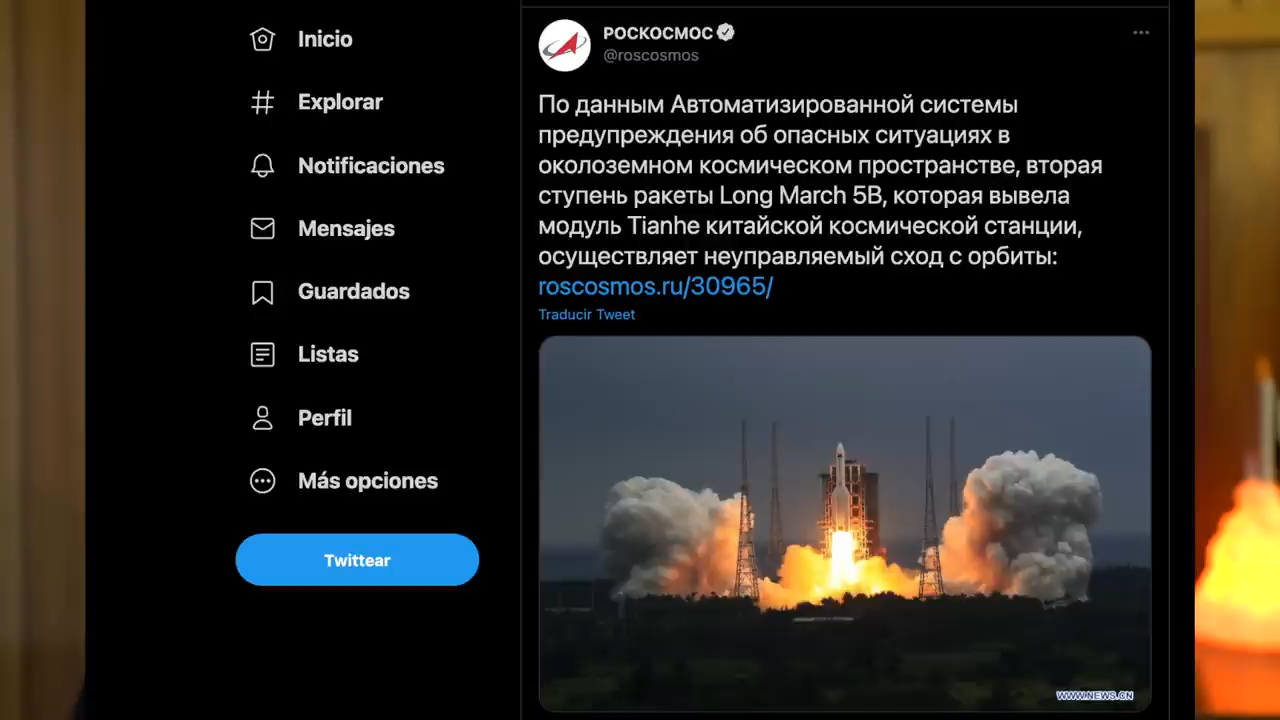 Inicio
Explorar
Notificaciones
Mensajes
Guardados
Listas
Perfil
Más opciones
Twittear
РОСКОСМОС
@roscosmos
По данным Автоматизированной системы
предупреждения об опасных ситуациях в
околоземном космическом пространстве, вторая
ступень ракеты Long March 5B, которая вывела
модуль Tianhe китайской космической станции,
осуществляет неуправляемый сход с орбиты:
roscosmos.ru/30965/
Traducir Tweet
WWW.NEWS.CN